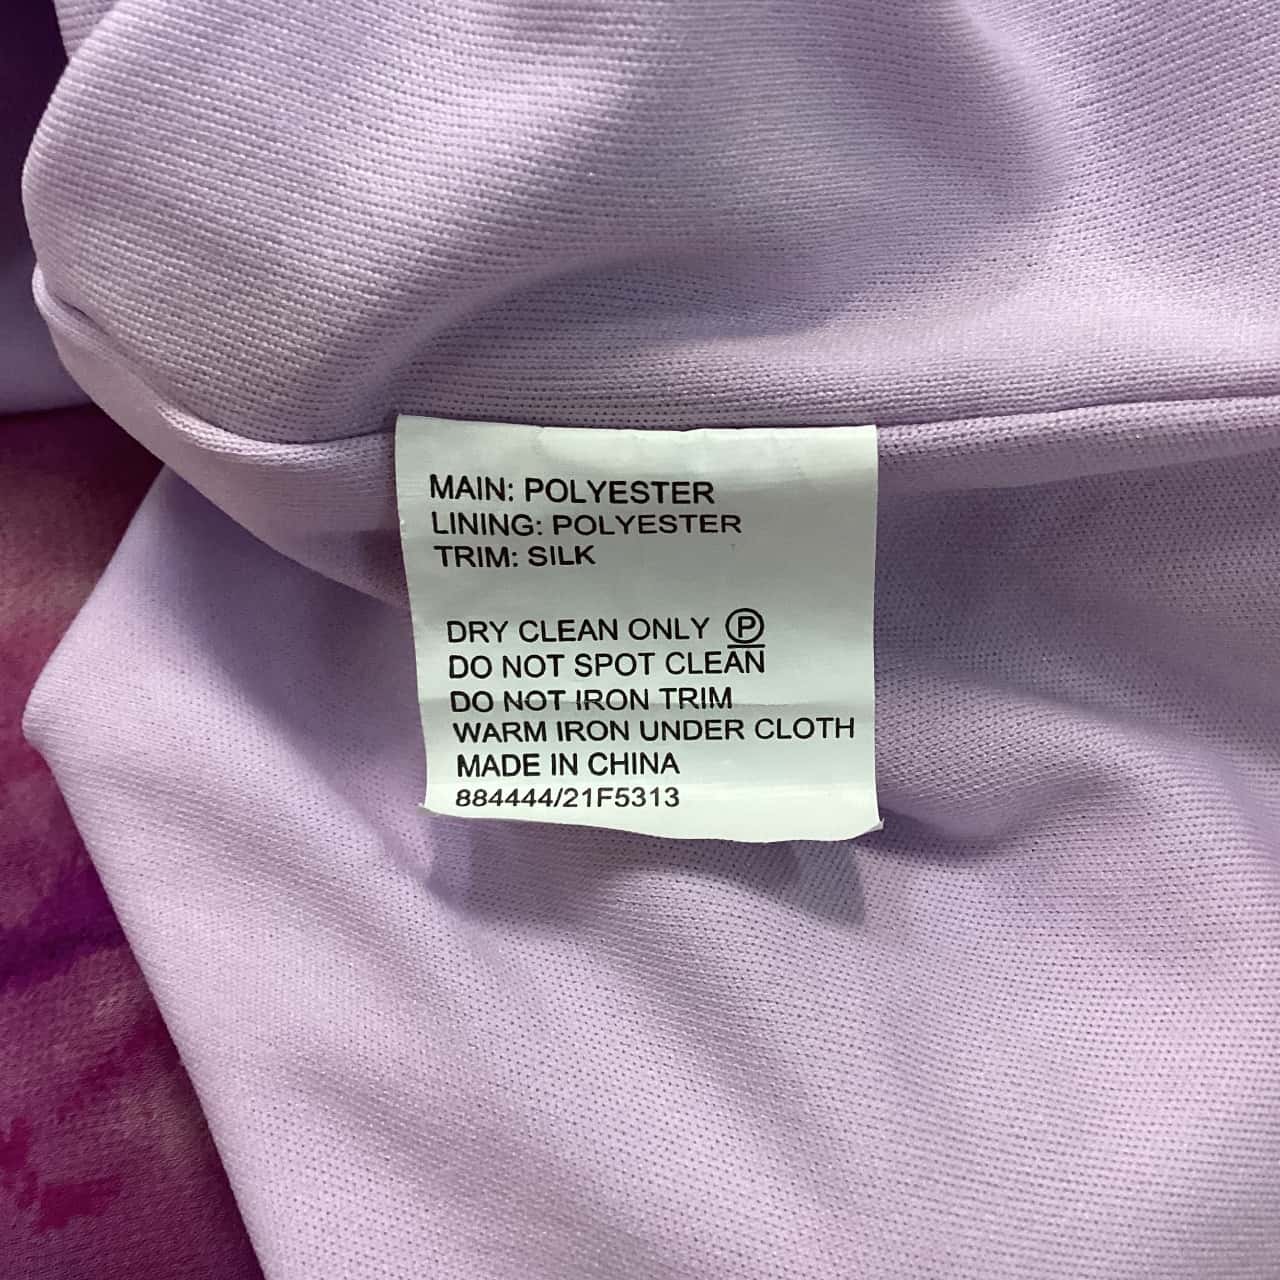 MAIN: POLYESTER
LINING: POLYESTER
TRIM: SILK
DRY CLEAN ONLY Ⓟ
DO NOT SPOT CLEAN
DO NOT IRON TRIM
WARM IRON UNDER CLOTH
MADE IN CHINA
884444/21F5313